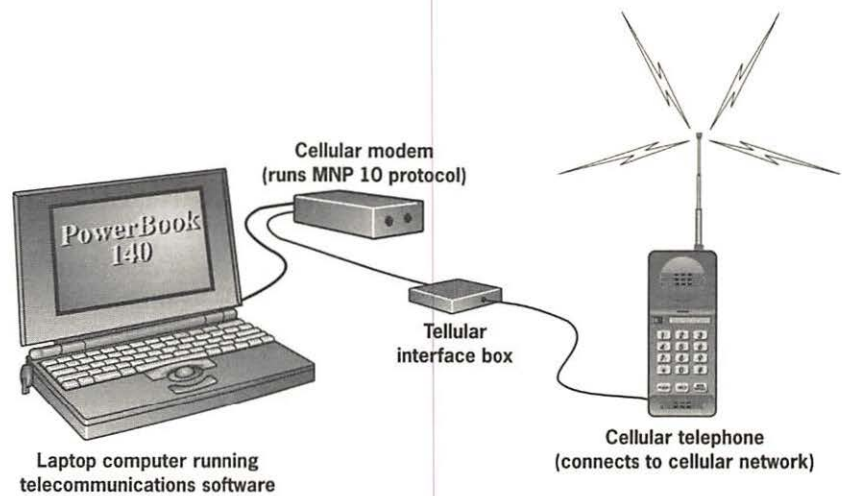 Cellular modem
(runs MNP 10 protocol)
PowerBook
140
Tellular
interface box
Laptop computer running
telecommunications software
Cellular telephone
(connects to cellular network)